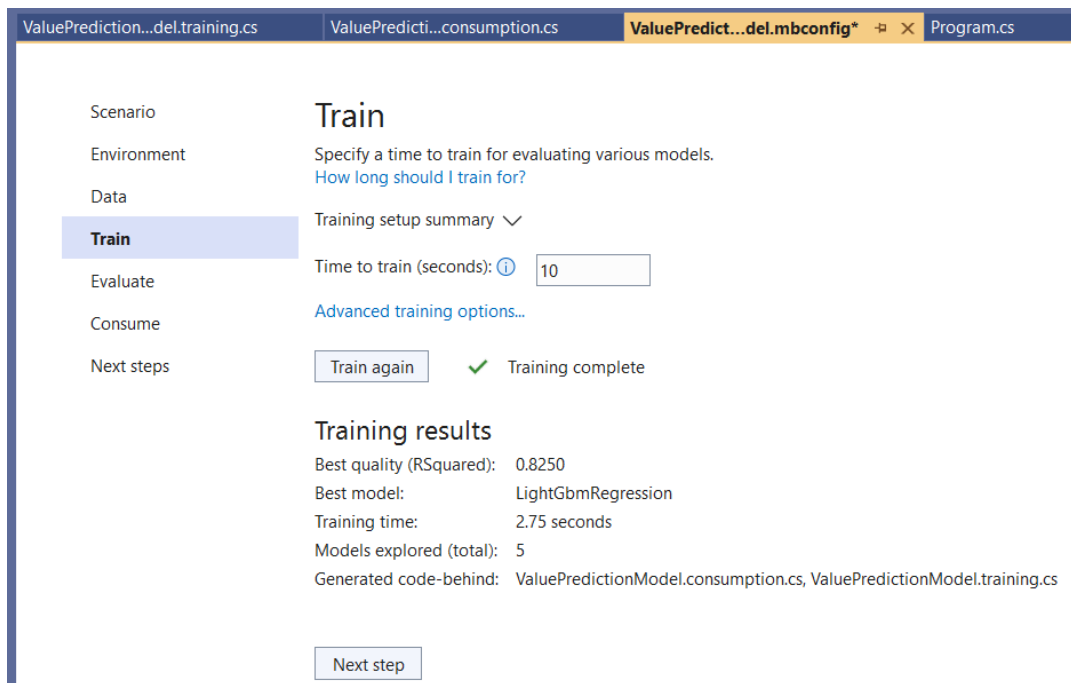 ValuePrediction...del.training.cs ValuePredicti...consumption.cs ValuePredict...del.mbconfig* Program.cs
Scenario
Environment
Data
Train
Evaluate
Consume
Next steps
Train
Specify a time to train for evaluating various models.
How long should I train for?
Training setup summary
Time to train (seconds): 10
Advanced training options...
Train again Training complete
Training results
Best quality (RSquared): 0.8250
Best model: LightGbmRegression
Training time: 2.75 seconds
Models explored (total): 5
Generated code-behind: ValuePredictionModel.consumption.cs, ValuePredictionModel.training.cs
Next step